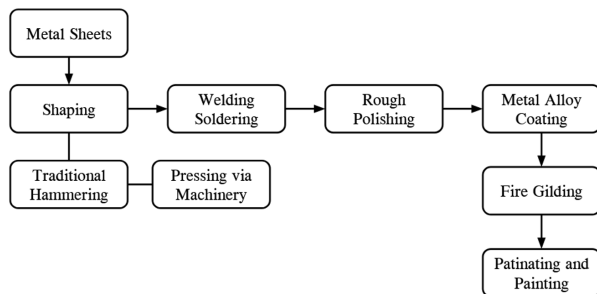 Metal Sheets
Shaping
Welding
Soldering
Rough
Polishing
Metal Alloy
Coating
Traditional
Hammering
Pressing via
Machinery
Fire Gilding
Patinating and
Painting